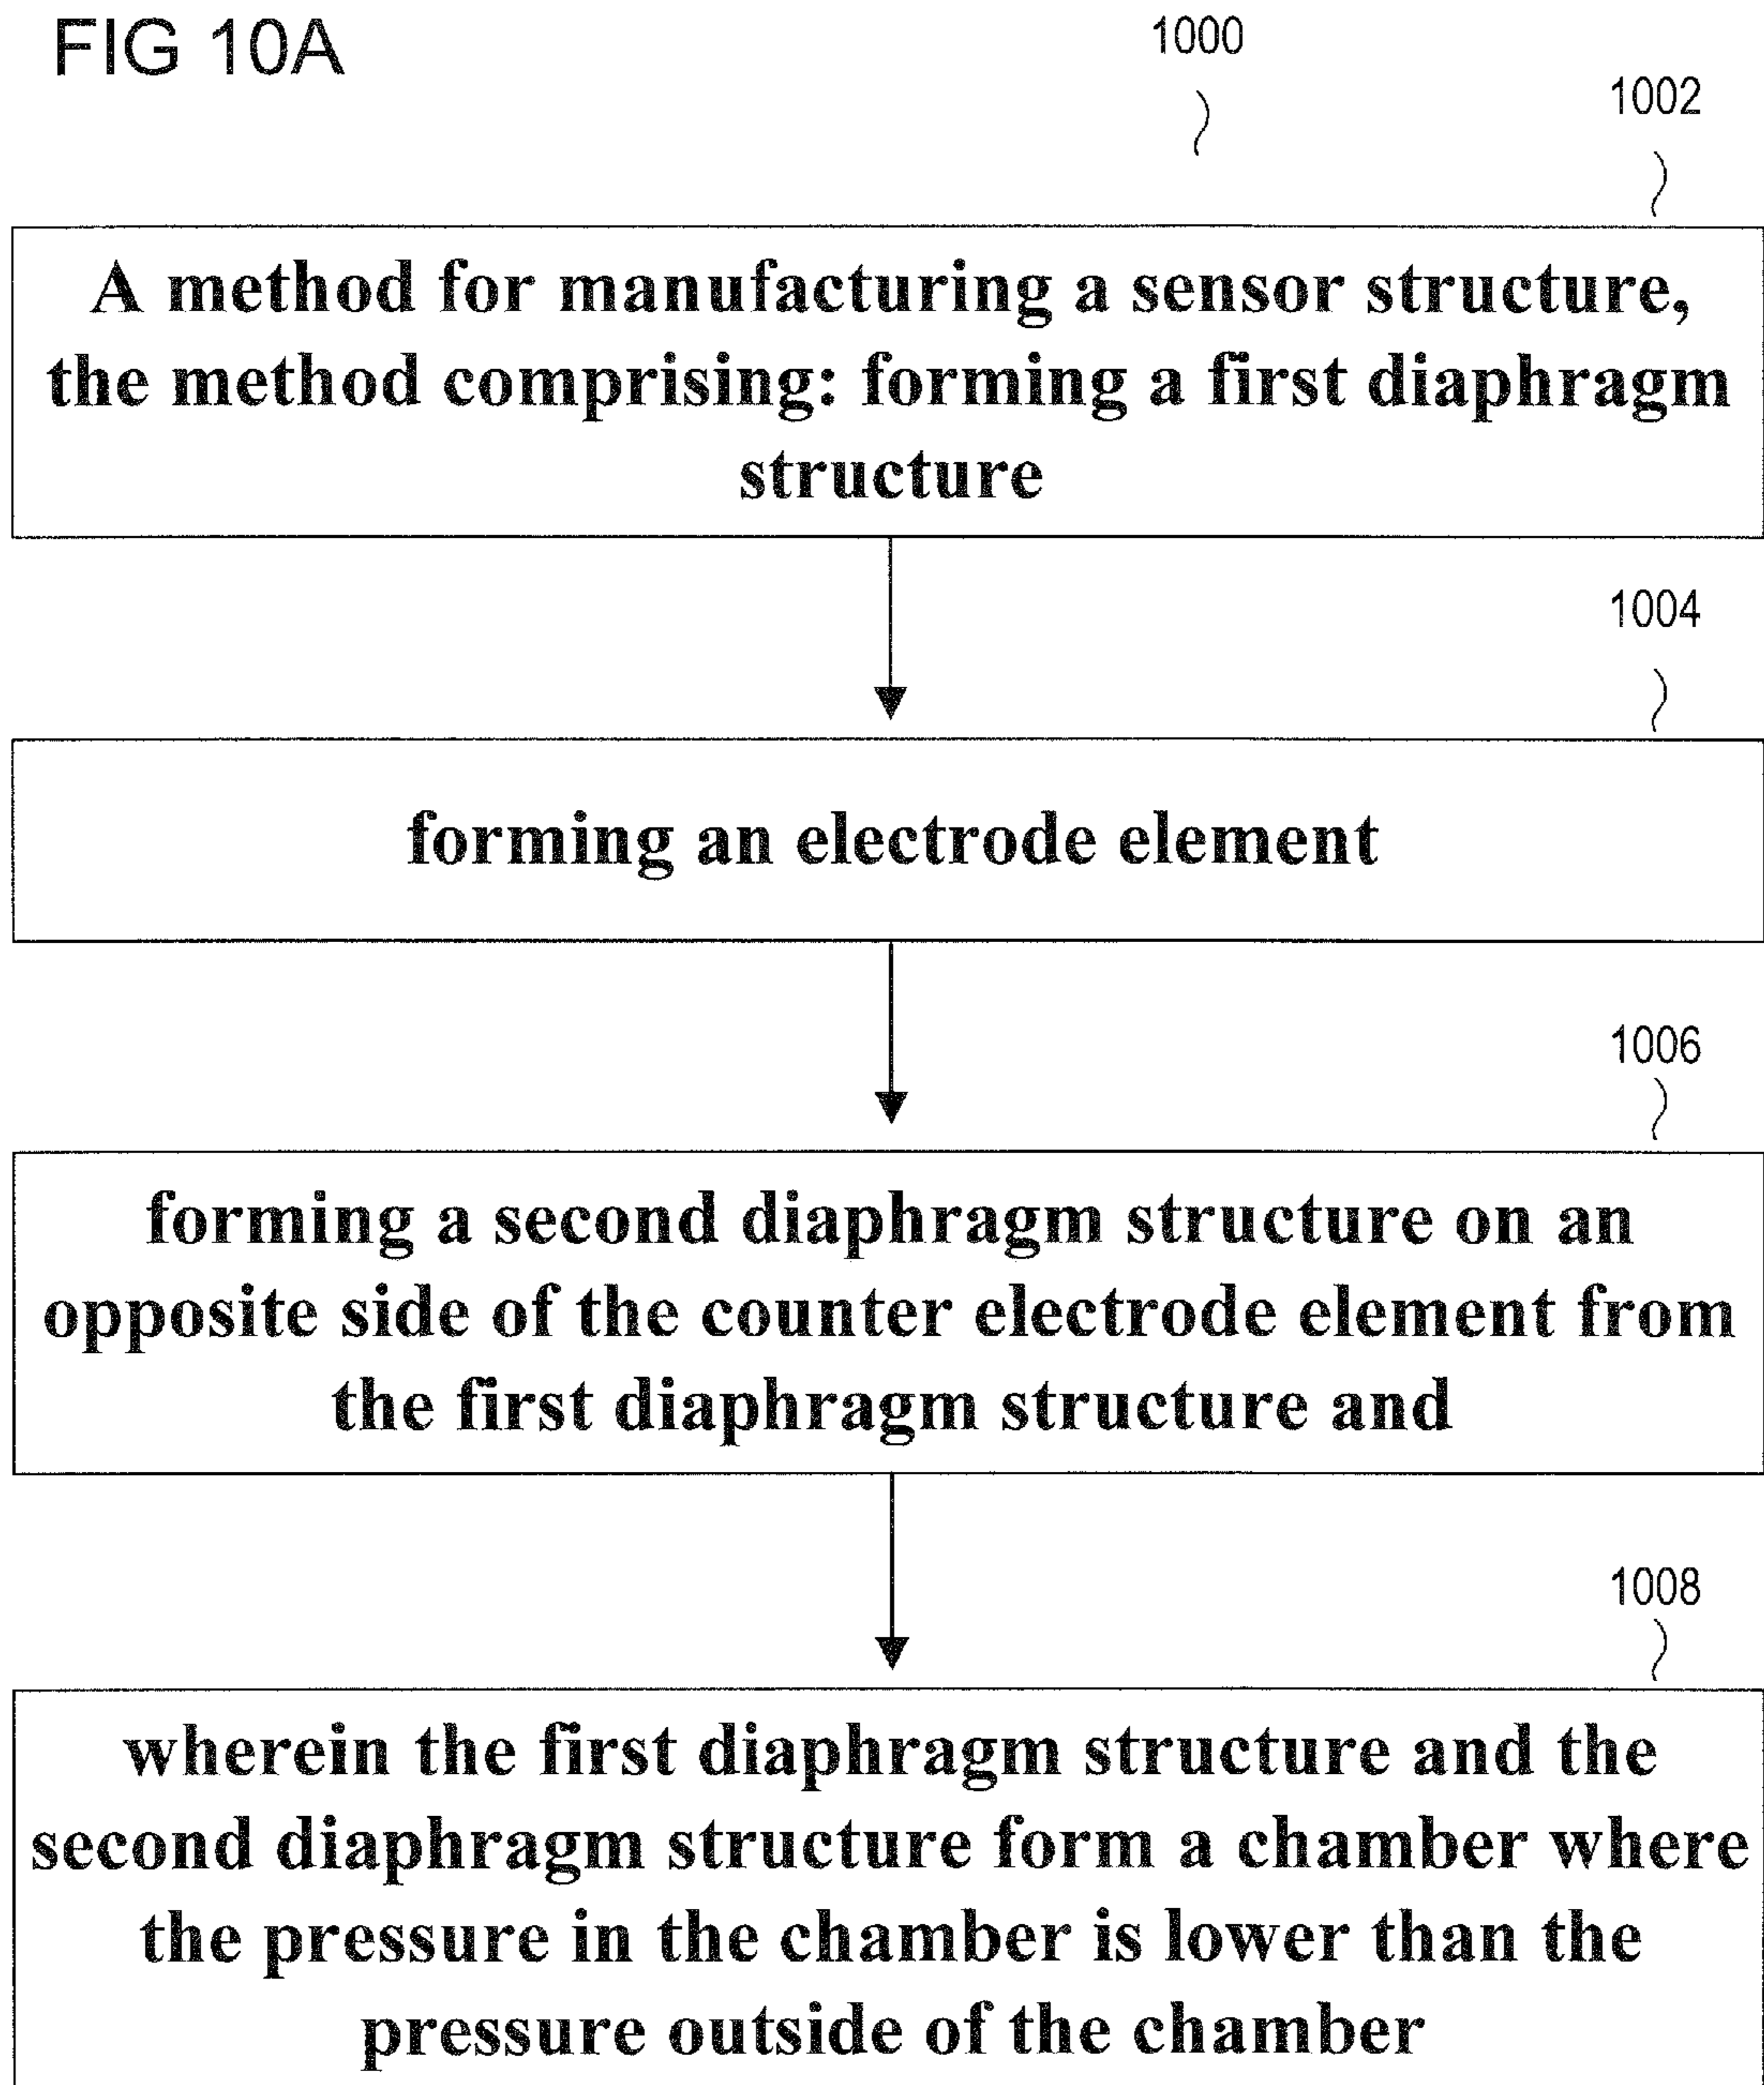 FIG 10A
1000
1002
A method for manufacturing a sensor structure,
the method comprising: forming a first diaphragm
structure
1004
forming an electrode element
1006
forming a second diaphragm structure on an
opposite side of the counter electrode element from
the first diaphragm structure and
1008
wherein the first diaphragm structure and the
second diaphragm structure form a chamber where
the pressure in the chamber is lower than the
pressure outside of the chamber